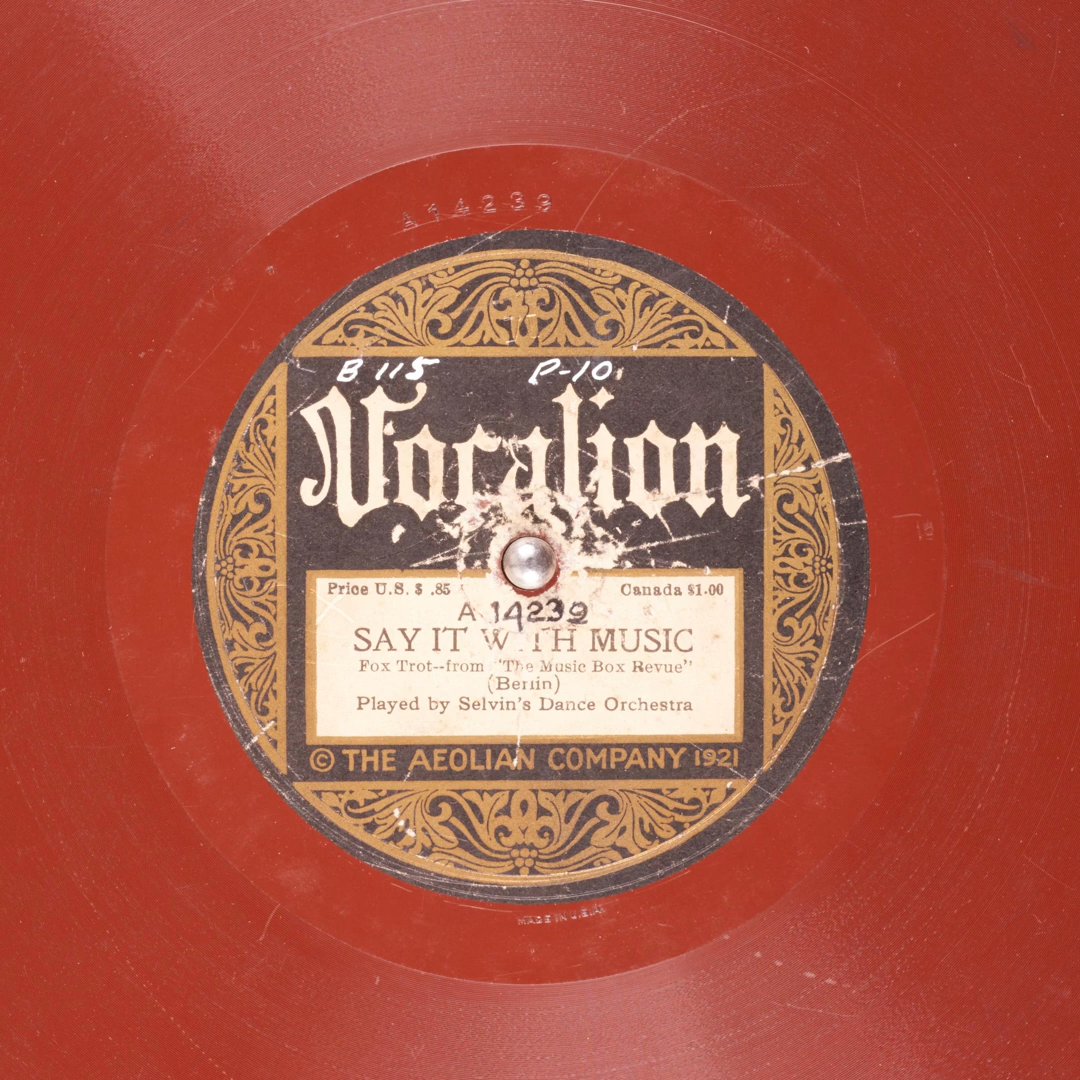 A14239
B 115 P-10
Vocalion
Price U.S. $ .85 Canada $1.00
A 14239
SAY IT W TH MUSIC
Fox Trot--from "The Music Box Revue"
(Berlin)
Played by Selvin's Dance Orchestra
© THE AEOLIAN COMPANY 1921
MADE IN U.S.A.